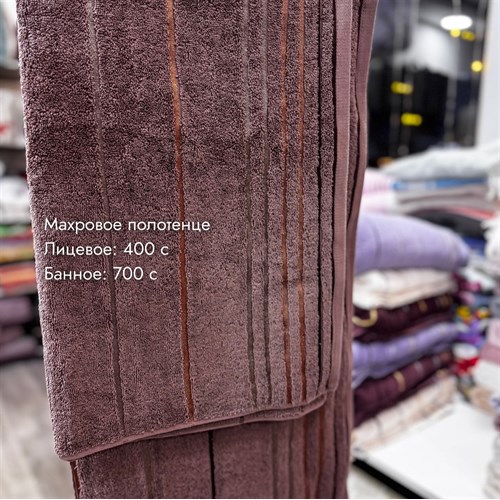 Махровое полотенце
Лицевое: 400 с
Банное: 700 с